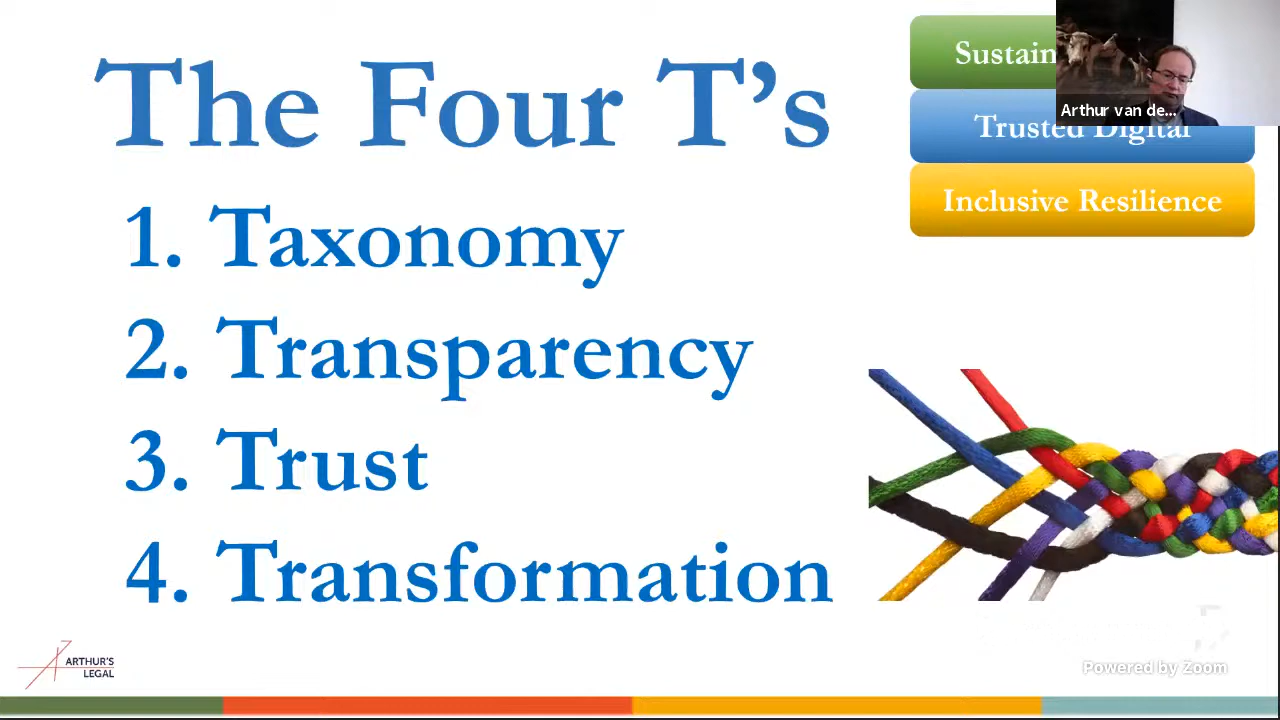 The Four T's
Arthur van de...
Trusted Digital
Inclusive Resilience
1. Taxonomy
2. Transparency
3. Trust
4. Transformation
ARTHUR'S
LEGAL
Powered by Zoom